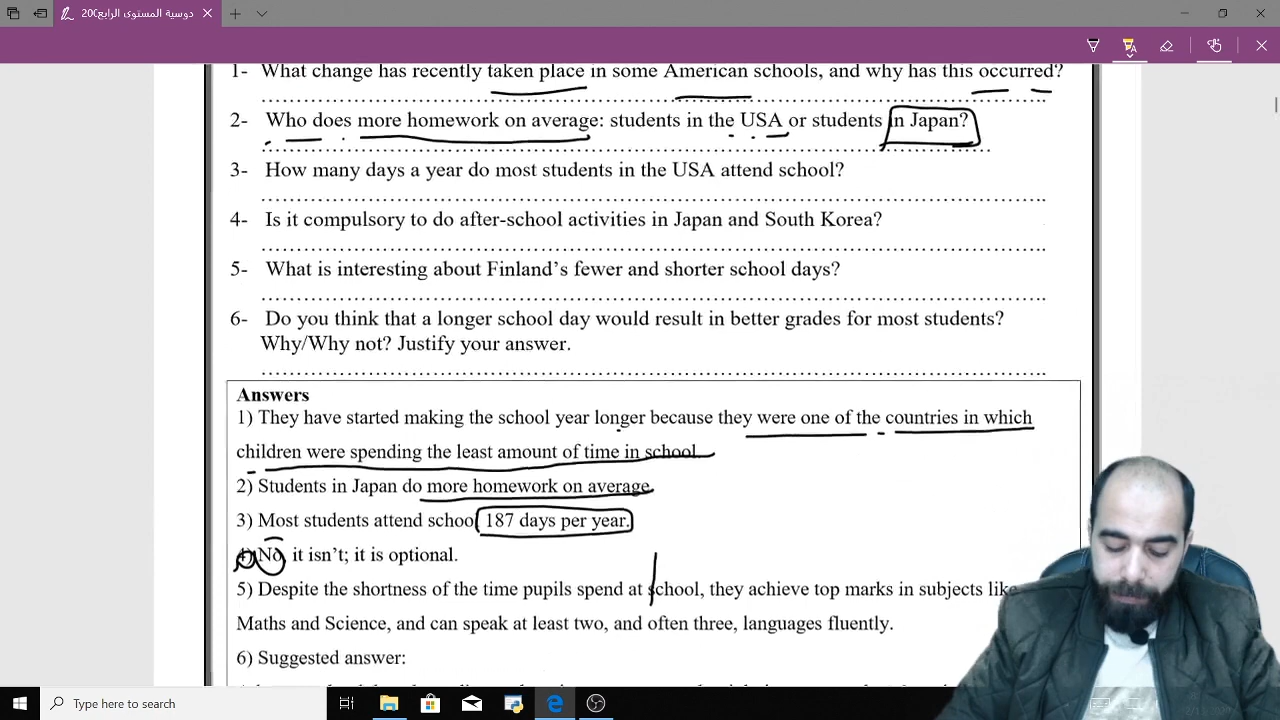 دوسية المستوى الرابع200
1- What change has recently taken place in some American schools, and why has this occurred?
2- Who does more homework on average: students in the USA or students in Japan?
3- How many days a year do most students in the USA attend school?
4- Is it compulsory to do after-school activities in Japan and South Korea?
5- What is interesting about Finland's fewer and shorter school days?
6- Do you think that a longer school day would result in better grades for most students?
Why/Why not? Justify your answer.
Answers
1) They have started making the school year longer because they were one of the countries in which
children were spending the least amount of time in school.
2) Students in Japan do more homework on average.
3) Most students attend school 187 days per year.
4) No, it isn't; it is optional.
5) Despite the shortness of the time pupils spend at school, they achieve top marks in subjects like
Maths and Science, and can speak at least two, and often three, languages fluently.
6) Suggested answer:
Type here to search